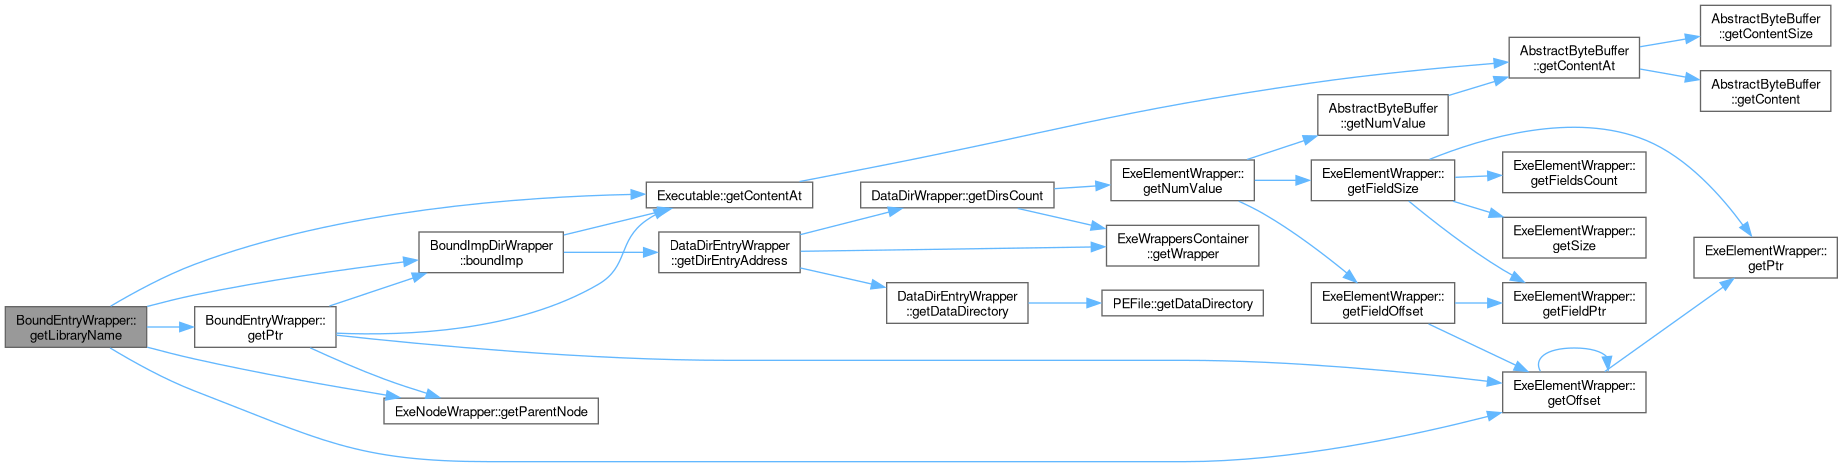 BoundEntryWrapper::
getLibraryName
BoundEntryWrapper::
getPtr
ExeNodeWrapper::getParentNode
BoundImpDirWrapper
::boundImp
Executable::getContentAt
DataDirEntryWrapper
::getDirEntryAddress
DataDirWrapper::getDirsCount
DataDirEntryWrapper
::getDataDirectory
ExeElementWrapper::
getNumValue
ExeWrappersContainer
::getWrapper
PEFile::getDataDirectory
AbstractByteBuffer
::getNumValue
ExeElementWrapper::
getFieldSize
ExeElementWrapper::
getFieldOffset
AbstractByteBuffer
::getContentAt
ExeElementWrapper::
getFieldsCount
ExeElementWrapper::
getSize
ExeElementWrapper::
getFieldPtr
ExeElementWrapper::
getOffset
AbstractByteBuffer
::getContentSize
AbstractByteBuffer
::getContent
ExeElementWrapper::
getPtr